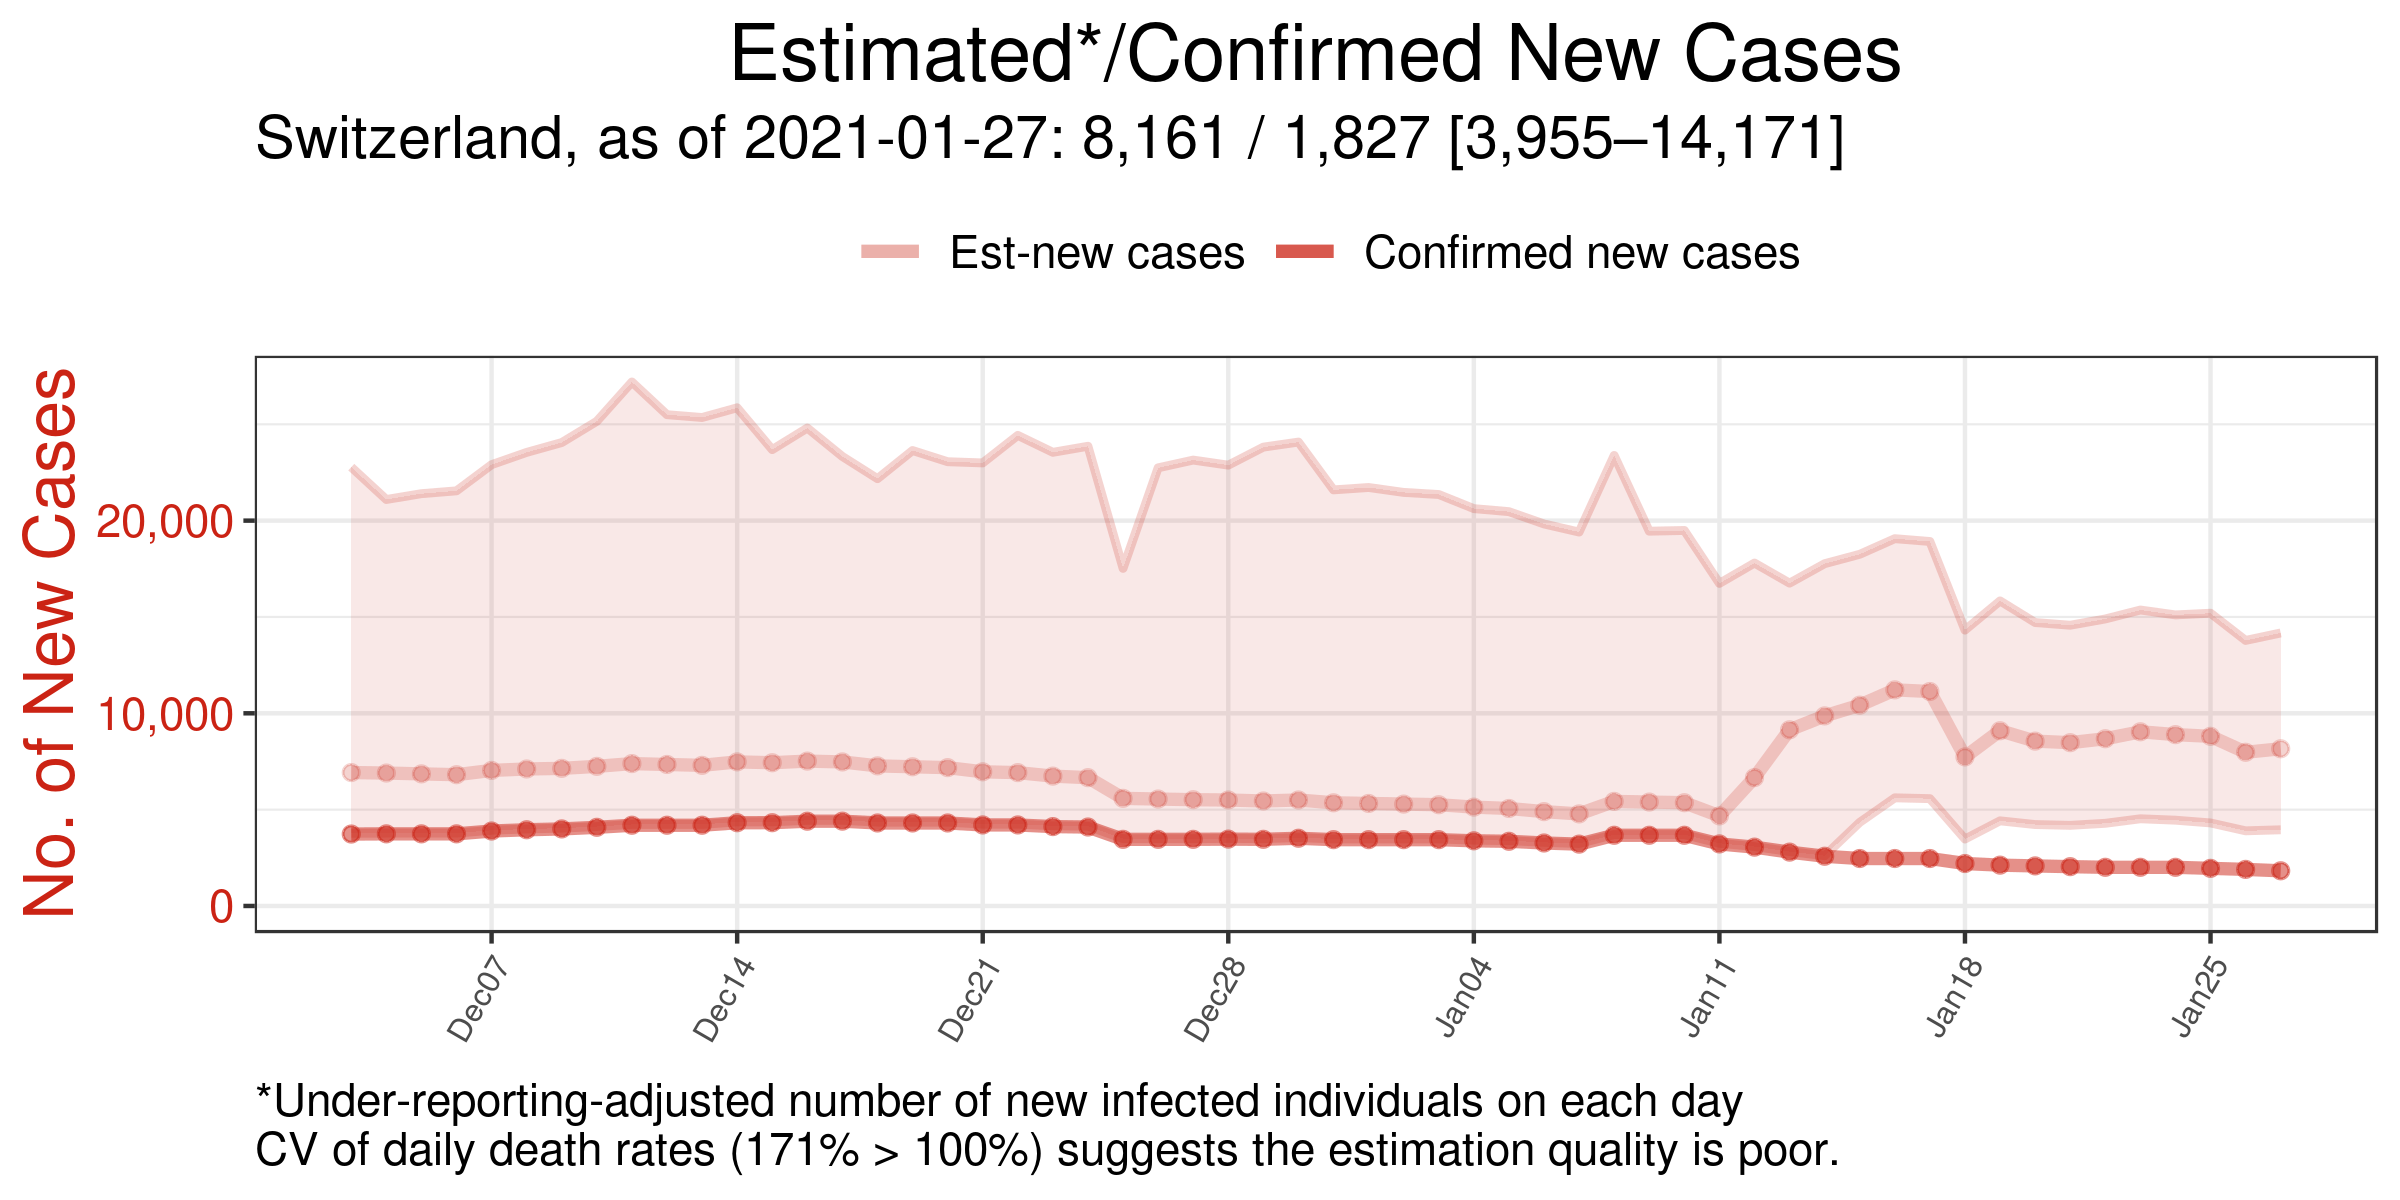 Estimated*/Confirmed New Cases
Switzerland, as of 2021-01-27: 8,161 / 1,827 [3,955–14,171]
Est-new cases
Confirmed new cases
No. of New Cases
20,000
10,000
0
Dec07
Dec14
Dec21
Dec28
Jan04
Jan11
Jan18
Jan25
*Under-reporting-adjusted number of new infected individuals on each day
CV of daily death rates (171% > 100%) suggests the estimation quality is poor.